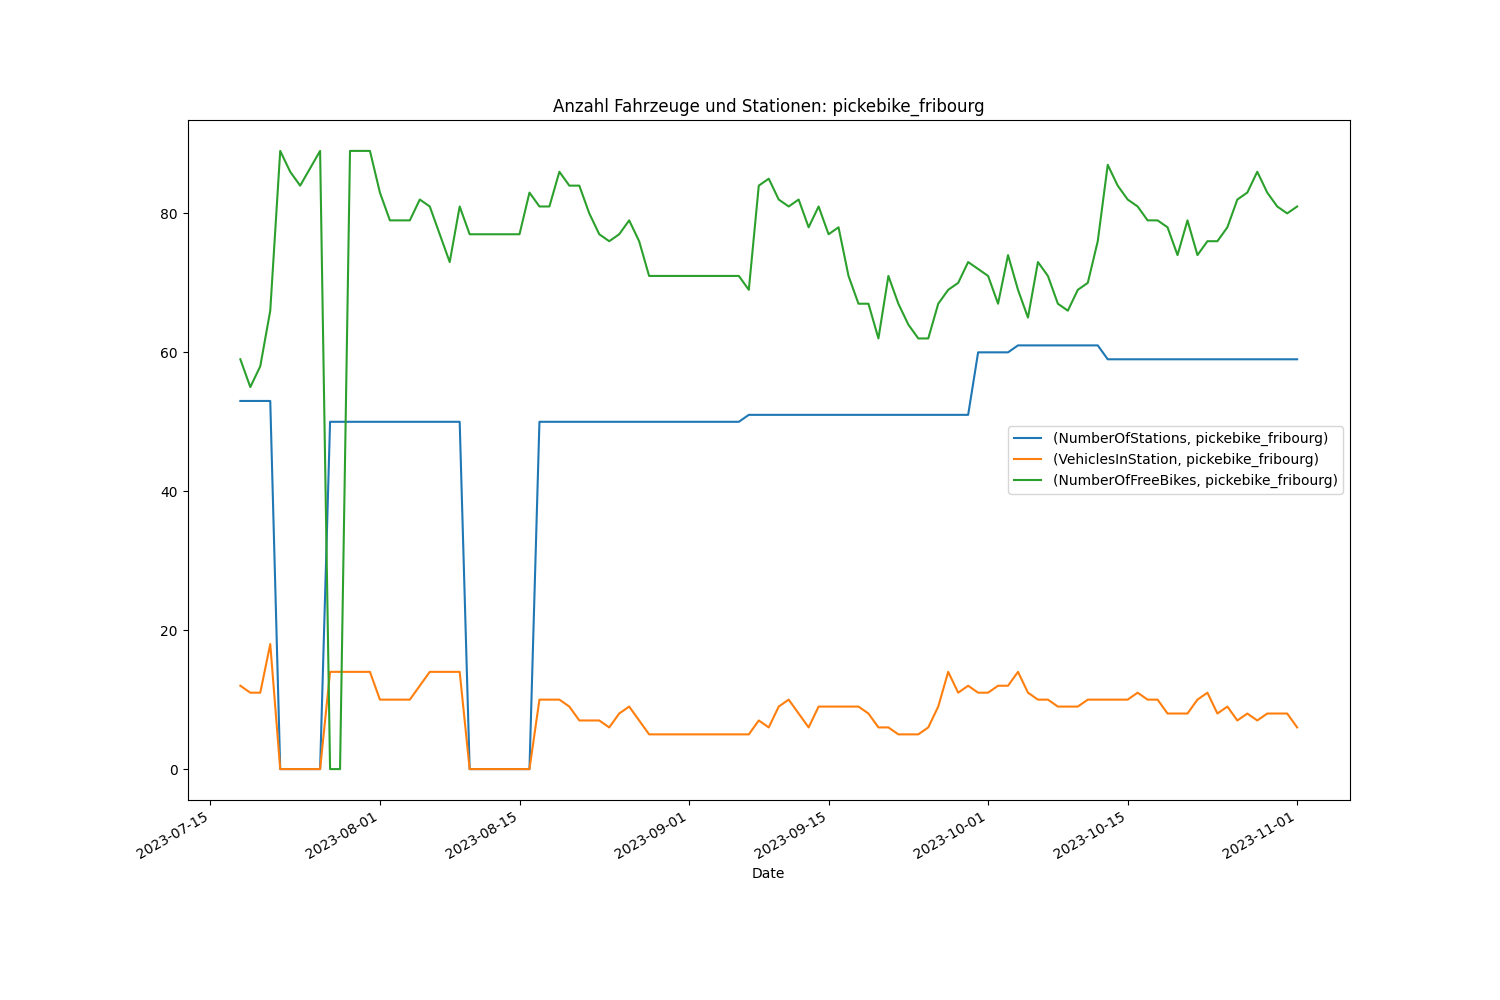 Anzahl Fahrzeuge und Stationen: pickebike_fribourg
80
60
40
20
0
(NumberOfStations, pickebike_fribourg)
(VehiclesInStation, pickebike_fribourg)
(NumberOfFreeBikes, pickebike_fribourg)
2023-07-15
2023-08-01
2023-08-15
2023-09-01
2023-09-15
2023-10-01
2023-10-15
2023-11-01
Date